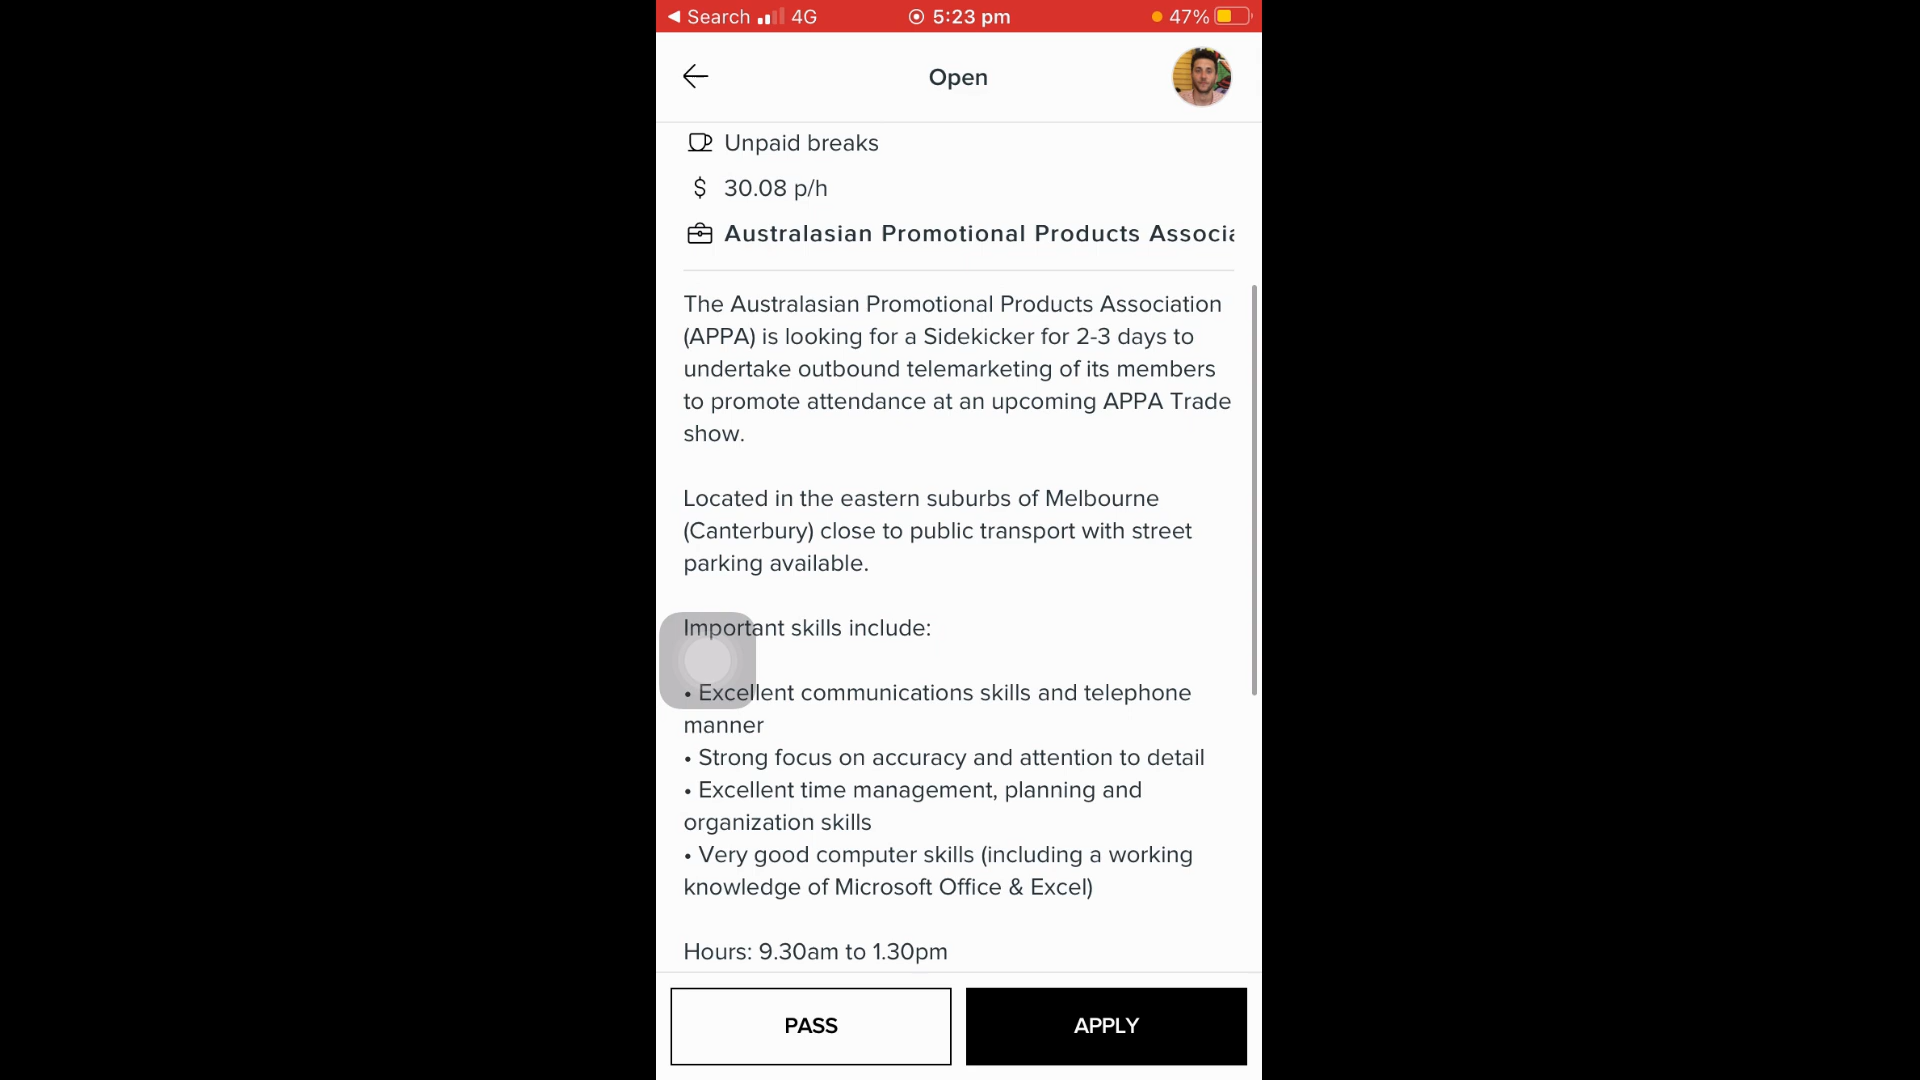 Search 4G 5:23 pm 47%
Open
Unpaid breaks
$ 30.08 p/h
Australasian Promotional Products Associa
The Australasian Promotional Products Association
(APPA) is looking for a Sidekicker for 2-3 days to
undertake outbound telemarketing of its members
to promote attendance at an upcoming APPA Trade
show.
Located in the eastern suburbs of Melbourne
(Canterbury) close to public transport with street
parking available.
Important skills include:
• Excellent communications skills and telephone
manner
• Strong focus on accuracy and attention to detail
• Excellent time management, planning and
organization skills
• Very good computer skills (including a working
knowledge of Microsoft Office & Excel)
Hours: 9.30am to 1.30pm
PASS APPLY